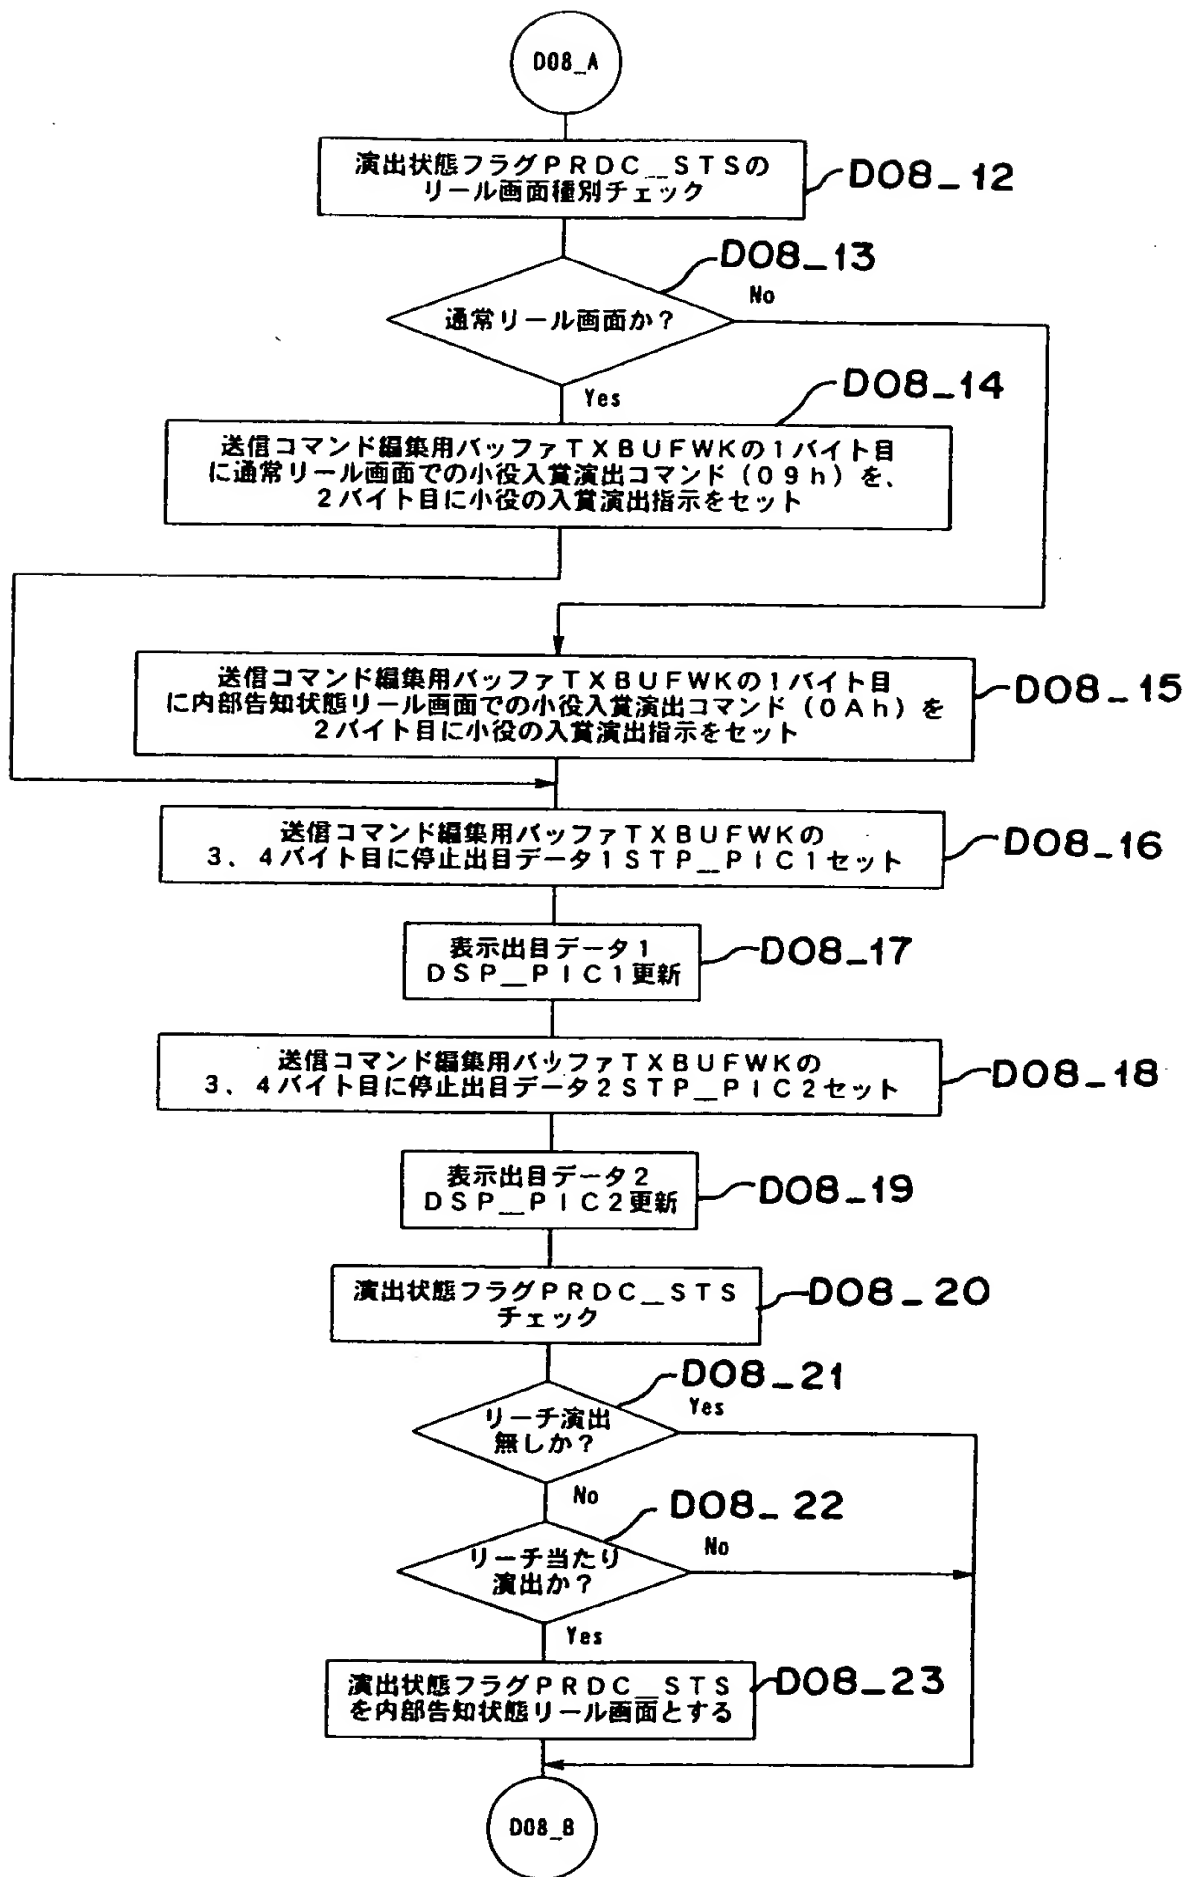 D08_A
演出状態フラグPRDC__STSの
リール画面種別チェック
D08_12
D08_13
No
通常リール画面か?
D08_14
Yes
送信コマンド編集用バッファTXBUFWKの1バイト目
に通常リール画面での小役入賞演出コマンド(09h)を、
2バイト目に小役の入賞演出指示をセット
送信コマンド編集用バッファTXBUFWKの1バイト目
に内部告知状態リール画面での小役入賞演出コマンド(0Ah)を
2バイト目に小役の入賞演出指示をセット
D08_15
送信コマンド編集用バッファTXBUFWKの
3、4バイト目に停止出目データ1STP__PIC1セット
D08_16
表示出目データ1
DSP__PIC1更新
D08_17
送信コマンド編集用バッファTXBUFWKの
3、4バイト目に停止出目データ2STP__PIC2セット
D08_18
表示出目データ2
DSP__PIC2更新
D08_19
演出状態フラグPRDC__STS
チェック
D08_20
D08_21
Yes
リーチ演出
無しか?
No
D08_22
No
リーチ当たり
演出か?
Yes
演出状態フラグPRDC__STS
を内部告知状態リール画面とする
D08_23
D08_B